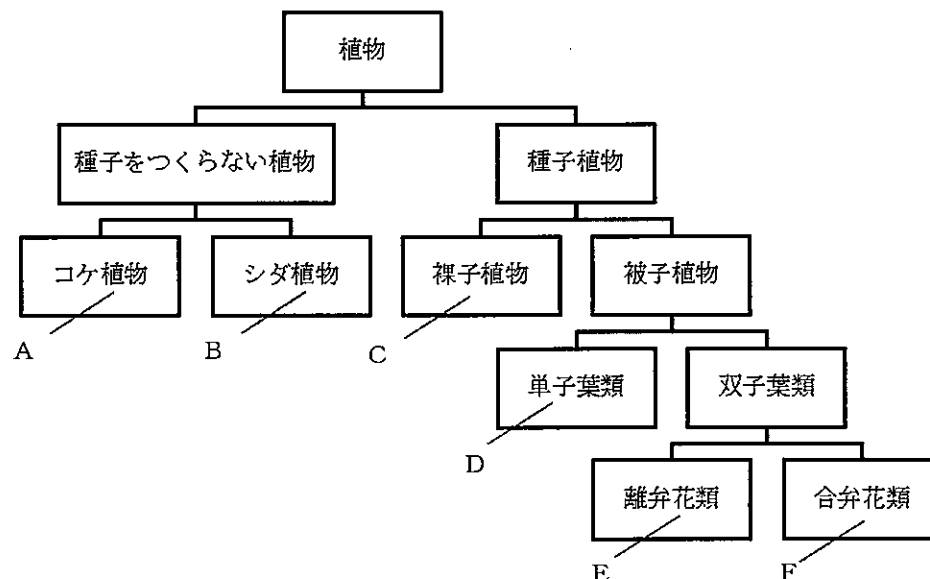 植物
種子をつくらない植物
種子植物
コケ植物
シダ植物
裸子植物
被子植物
A
B
C
単子葉類
双子葉類
D
離弁花類
合弁花類
E
F